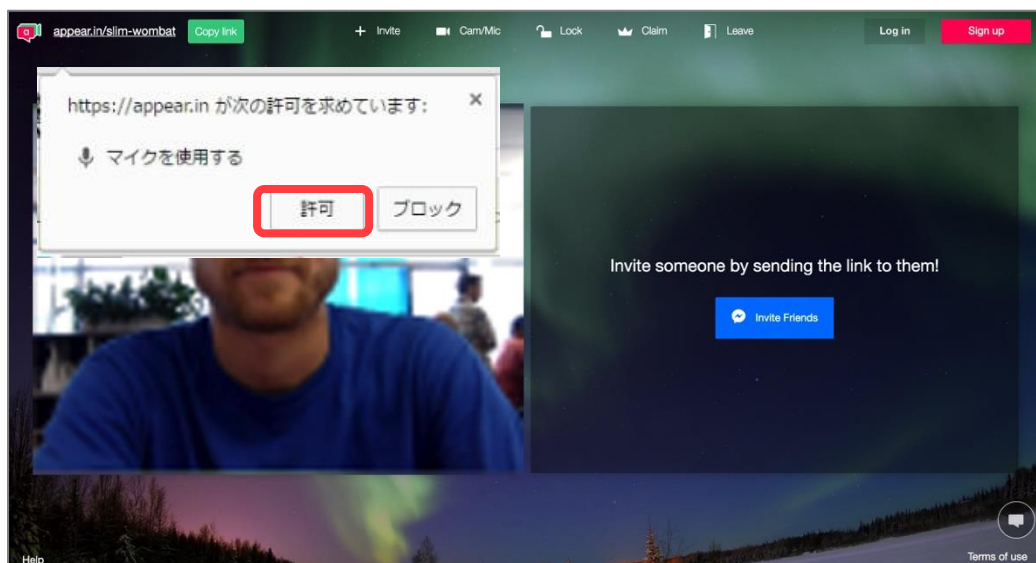 appear.in/slim-wombat
Copy link
Invite
Cam/Mic
Lock
Claim
Leave
Log in
Sign up
https://appear.in が次の許可を求めています:
マイクを使用する
許可
ブロック
Invite someone by sending the link to them!
Invite Friends
Help
Terms of use